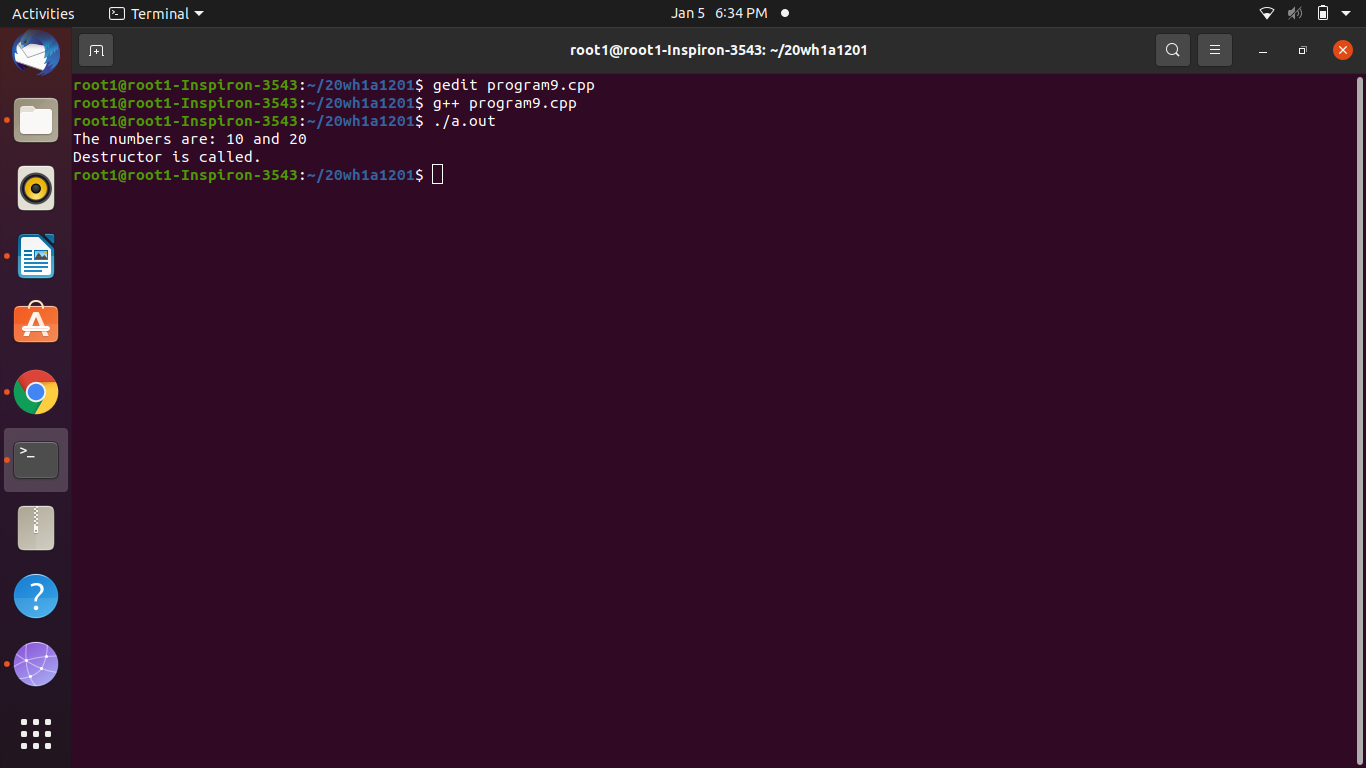 Activities Terminal Jan 5 6:34 PM
root1@root1-Inspiron-3543: ~/20wh1a1201
root1@root1-Inspiron-3543:~/20wh1a1201$ gedit program9.cpp
root1@root1-Inspiron-3543:~/20wh1a1201$ g++ program9.cpp
root1@root1-Inspiron-3543:~/20wh1a1201$ ./a.out
The numbers are: 10 and 20
Destructor is called.
root1@root1-Inspiron-3543:~/20wh1a1201$